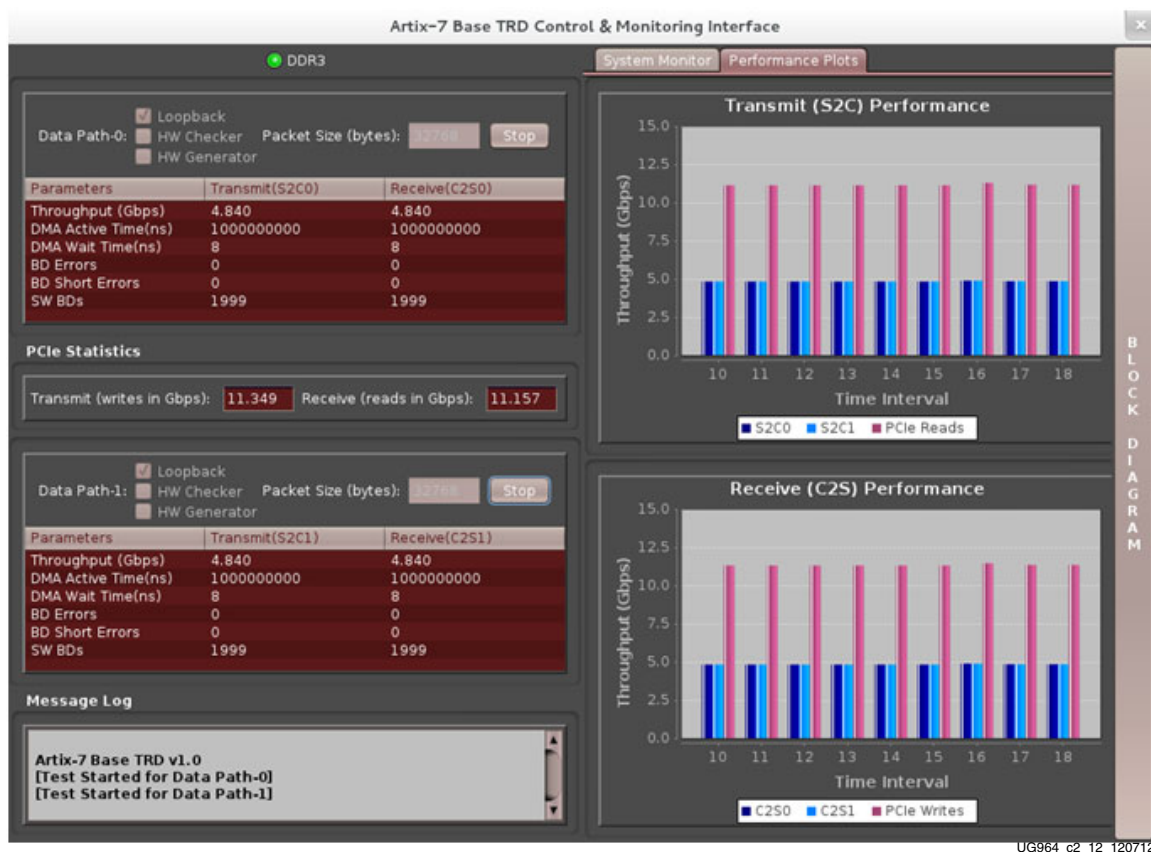 Artix-7 Base TRD Control & Monitoring Interface
DDR3
Loopback
Data Path-0: HW Checker Packet Size (bytes): 32768 Stop
HW Generator
Parameters Transmit(S2C0) Receive(C2S0)
Throughput (Gbps) 4.840 4.840
DMA Active Time(ns) 1000000000 1000000000
DMA Wait Time(ns) 8 8
BD Errors 0 0
BD Short Errors 0 0
SW BDs 1999 1999
PCIe Statistics
Transmit (writes in Gbps): 11.349 Receive (reads in Gbps): 11.157
Loopback
Data Path-1: HW Checker Packet Size (bytes): 32768 Stop
HW Generator
Parameters Transmit(S2C1) Receive(C2S1)
Throughput (Gbps) 4.840 4.840
DMA Active Time(ns) 1000000000 1000000000
DMA Wait Time(ns) 8 8
BD Errors 0 0
BD Short Errors 0 0
SW BDs 1999 1999
Message Log
Artix-7 Base TRD v1.0
[Test Started for Data Path-0]
[Test Started for Data Path-1]
System Monitor Performance Plots
Transmit (S2C) Performance
Throughput (Gbps)
15.0
12.5
10.0
7.5
5.0
2.5
0.0
10 11 12 13 14 15 16 17 18
Time Interval
S2C0 S2C1 PCIe Reads
Receive (C2S) Performance
Throughput (Gbps)
15.0
12.5
10.0
7.5
5.0
2.5
0.0
10 11 12 13 14 15 16 17 18
Time Interval
C2S0 C2S1 PCIe Writes
BLOCK DIAGRAM
UG964_c2_12_120712